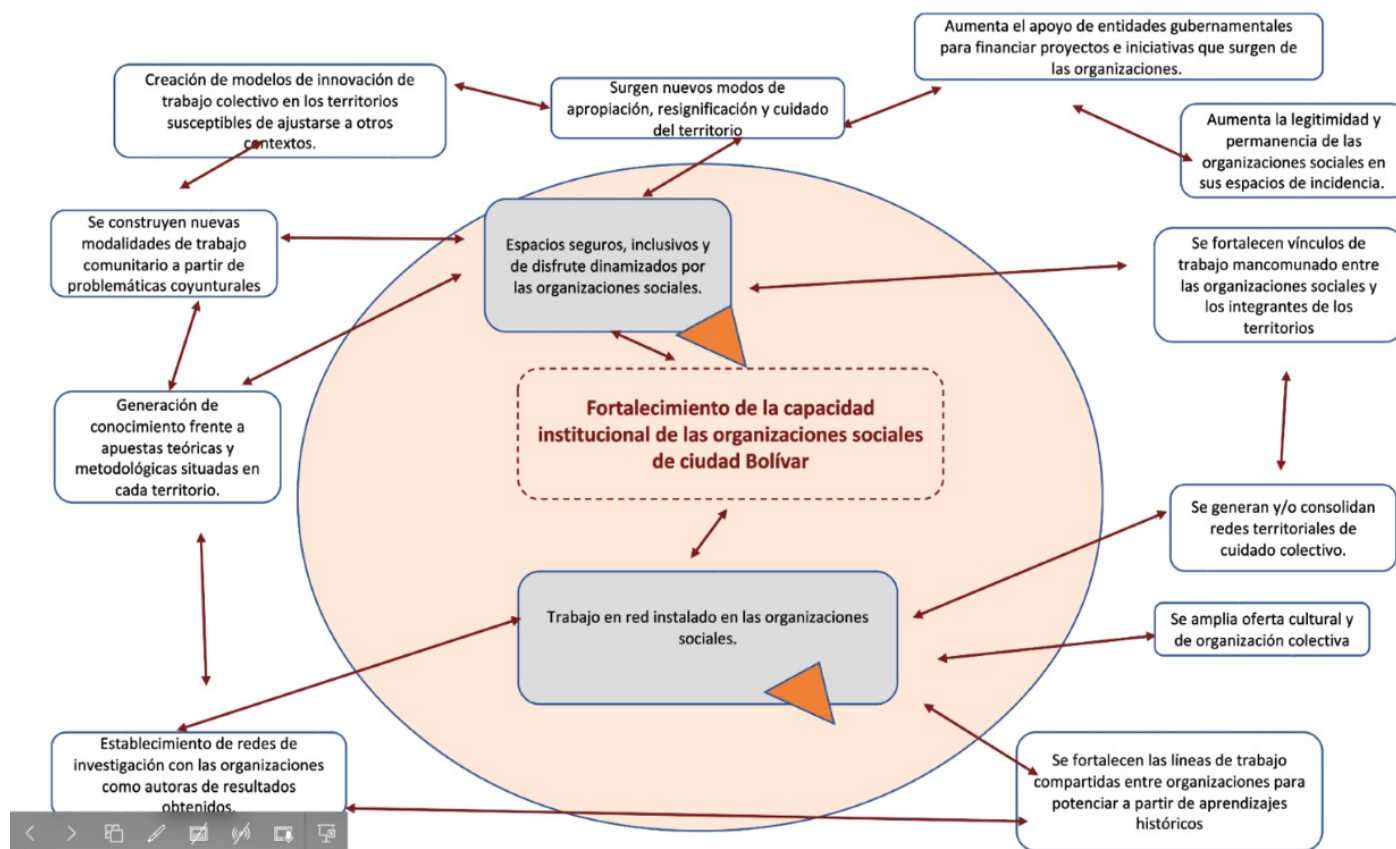 Aumenta el apoyo de entidades gubernamentales
para financiar proyectos e iniciativas que surgen de
las organizaciones.
Creación de modelos de innovación de
trabajo colectivo en los territorios
susceptibles de ajustarse a otros
contextos.
Surgen nuevos modos de
apropiación, resignificación y cuidado
del territorio
Aumenta la legitimidad y
permanencia de las
organizaciones sociales en
sus espacios de incidencia.
Se construyen nuevas
modalidades de trabajo
comunitario a partir de
problemáticas coyunturales
Espacios seguros, inclusivos y
de disfrute dinamizados por
las organizaciones sociales.
Se fortalecen vínculos de
trabajo mancomunado entre
las organizaciones sociales y
los integrantes de los
territorios
Generación de
conocimiento frente a
apuestas teóricas y
metodológicas situadas en
cada territorio.
Fortalecimiento de la capacidad
institucional de las organizaciones sociales
de ciudad Bolívar
Se generan y/o consolidan
redes territoriales de
cuidado colectivo.
Trabajo en red instalado en las organizaciones
sociales.
Se amplia oferta cultural y
de organización colectiva
Establecimiento de redes de
investigación con las organizaciones
como autoras de resultados
obtenidos.
Se fortalecen las líneas de trabajo
compartidas entre organizaciones para
potenciar a partir de aprendizajes
históricos